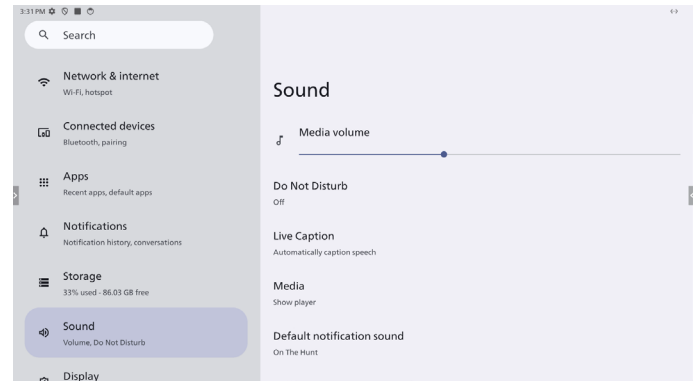 3:31 PM
Search
Network & internet
Wi-Fi, hotspot
Connected devices
Bluetooth, pairing
Apps
Recent apps, default apps
Notifications
Notification history, conversations
Storage
33% used - 86.03 GB free
Sound
Volume, Do Not Disturb
Display
Sound
Media volume
Do Not Disturb
Off
Live Caption
Automatically caption speech
Media
Show player
Default notification sound
On The Hunt